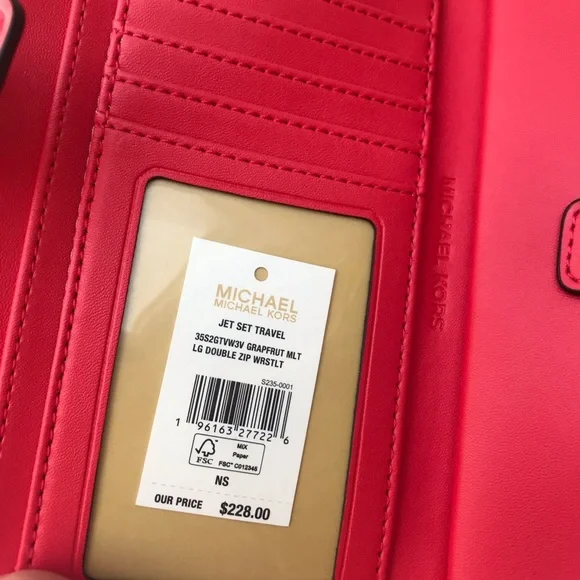 MICHAEL
MICHAEL KORS
JET SET TRAVEL
35S2GTVW3V GRAPFRUT MLT
LG DOUBLE ZIP WRSTLT
S235-0001
1 96163 27722 6
FSC
MIX
Paper
FSC™ C012345
NS
OUR PRICE $228.00
MICHAEL KORS